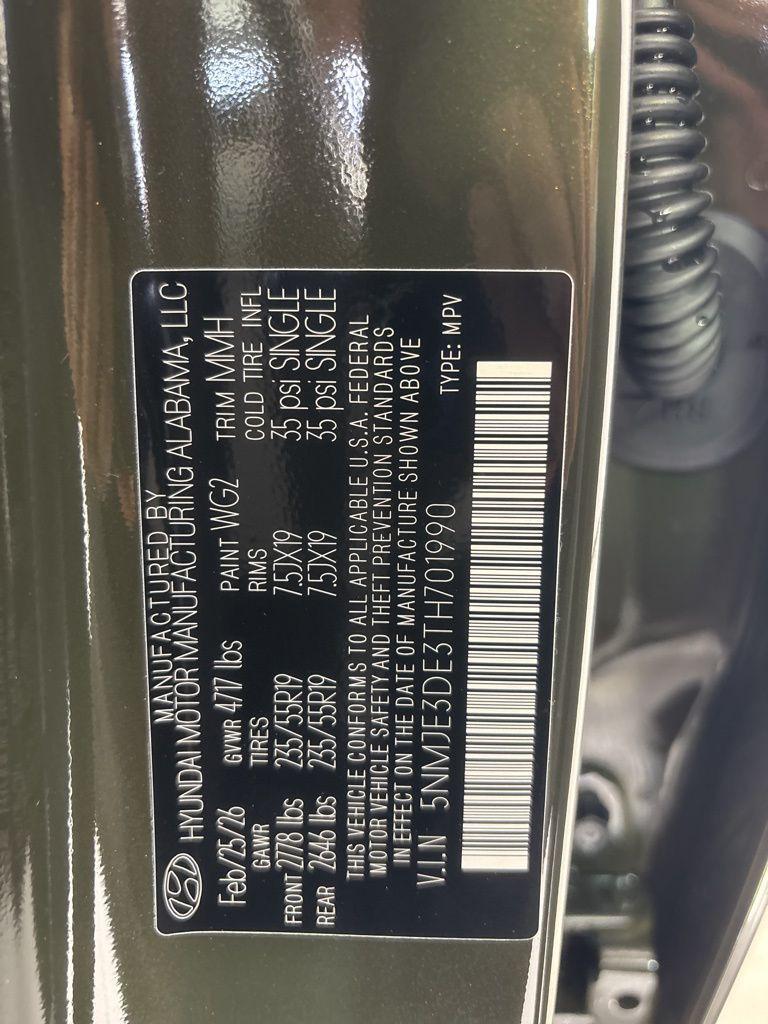 MANUFACTURED BY
HYUNDAI MOTOR MANUFACTURING ALABAMA, LLC
Feb/25/26 GVWR 4717 lbs PAINT WG2 TRIM MMH
GAWR TIRES RIMS COLD TIRE INFL
FRONT 2778 lbs 235/55R19 7.5JX19 35 psi SINGLE
REAR 2646 lbs 235/55R19 7.5JX19 35 psi SINGLE
THIS VEHICLE CONFORMS TO ALL APPLICABLE U.S.A. FEDERAL
MOTOR VEHICLE SAFETY AND THEFT PREVENTION STANDARDS
IN EFFECT ON THE DATE OF MANUFACTURE SHOWN ABOVE
V.I.N 5NMJE3DE3TH701990 TYPE: MPV